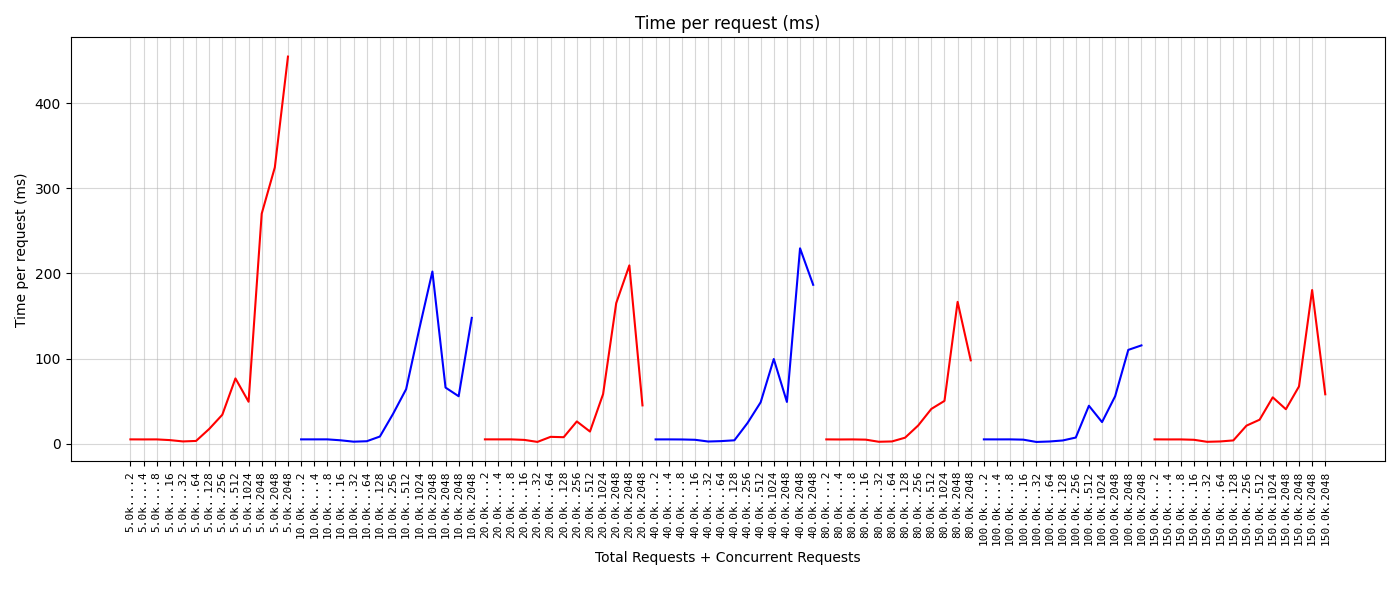 Time per request (ms)
Time per request (ms)
400
300
200
100
0
5.0k....2
5.0k....4
5.0k....8
5.0k...16
5.0k...32
5.0k...64
5.0k..128
5.0k..256
5.0k..512
5.0k.1024
5.0k.2048
5.0k.2048
5.0k.2048
10.0k....2
10.0k....4
10.0k....8
10.0k...16
10.0k...32
10.0k...64
10.0k..128
10.0k..256
10.0k..512
10.0k.1024
10.0k.2048
10.0k.2048
10.0k.2048
10.0k.2048
20.0k....2
20.0k....4
20.0k....8
20.0k...16
20.0k...32
20.0k...64
20.0k..128
20.0k..256
20.0k..512
20.0k.1024
20.0k.2048
20.0k.2048
20.0k.2048
40.0k....2
40.0k....4
40.0k....8
40.0k...16
40.0k...32
40.0k...64
40.0k..128
40.0k..256
40.0k..512
40.0k.1024
40.0k.2048
40.0k.2048
40.0k.2048
80.0k....2
80.0k....4
80.0k....8
80.0k...16
80.0k...32
80.0k...64
80.0k..128
80.0k..256
80.0k..512
80.0k.1024
80.0k.2048
80.0k.2048
100.0k....2
100.0k....4
100.0k....8
100.0k...16
100.0k...32
100.0k...64
100.0k..128
100.0k..256
100.0k..512
100.0k.1024
100.0k.2048
100.0k.2048
100.0k.2048
150.0k....2
150.0k....4
150.0k....8
150.0k...16
150.0k...32
150.0k...64
150.0k..128
150.0k..256
150.0k..512
150.0k.1024
150.0k.2048
150.0k.2048
150.0k.2048
150.0k.2048
Total Requests + Concurrent Requests